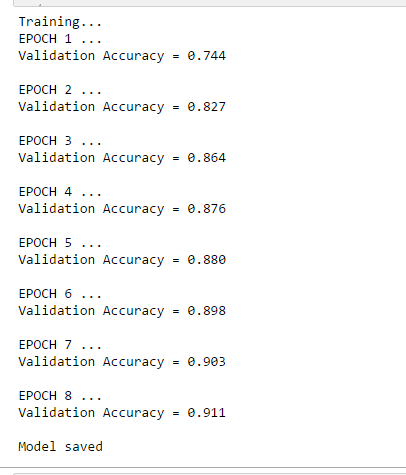 Training...
EPOCH 1 ...
Validation Accuracy = 0.744
EPOCH 2 ...
Validation Accuracy = 0.827
EPOCH 3 ...
Validation Accuracy = 0.864
EPOCH 4 ...
Validation Accuracy = 0.876
EPOCH 5 ...
Validation Accuracy = 0.880
EPOCH 6 ...
Validation Accuracy = 0.898
EPOCH 7 ...
Validation Accuracy = 0.903
EPOCH 8 ...
Validation Accuracy = 0.911
Model saved